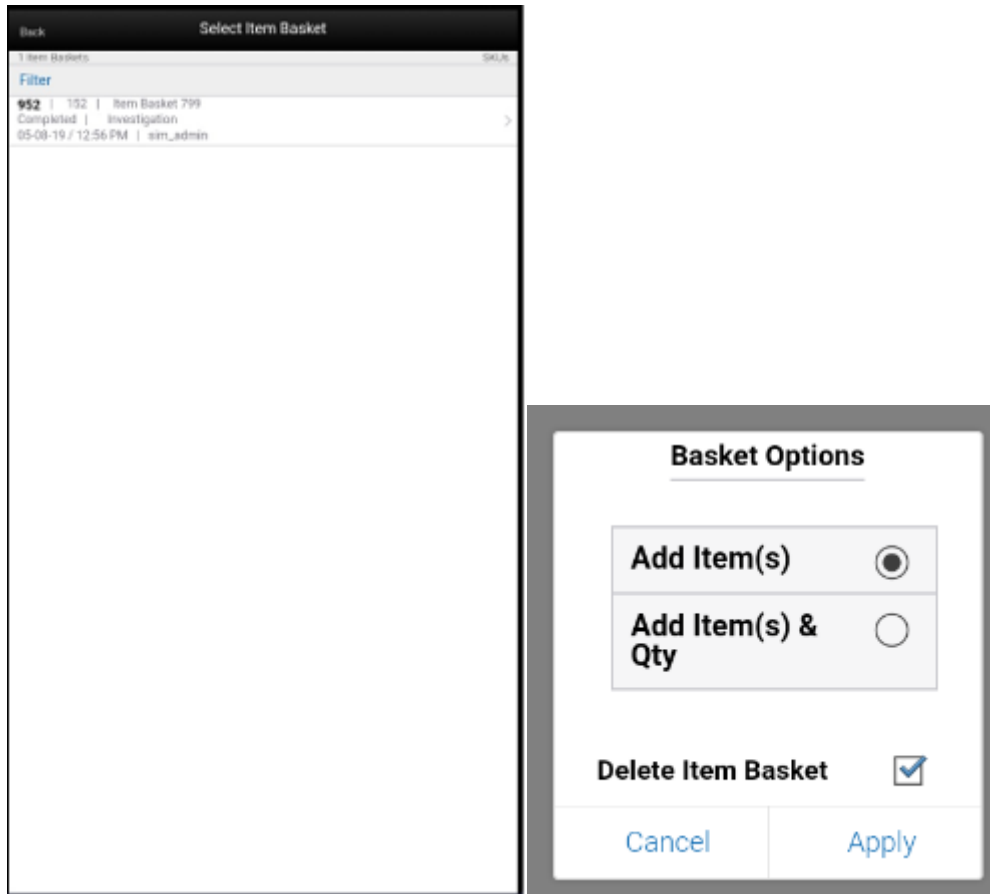 Back
Select Item Basket
1 Item Baskets
SKUs
Filter
952 | 152 | Item Basket 799
Completed | Investigation
05-08-19 / 12:56 PM | sim_admin
Basket Options
Add Item(s)
Add Item(s) &
Qty
Delete Item Basket
Cancel
Apply